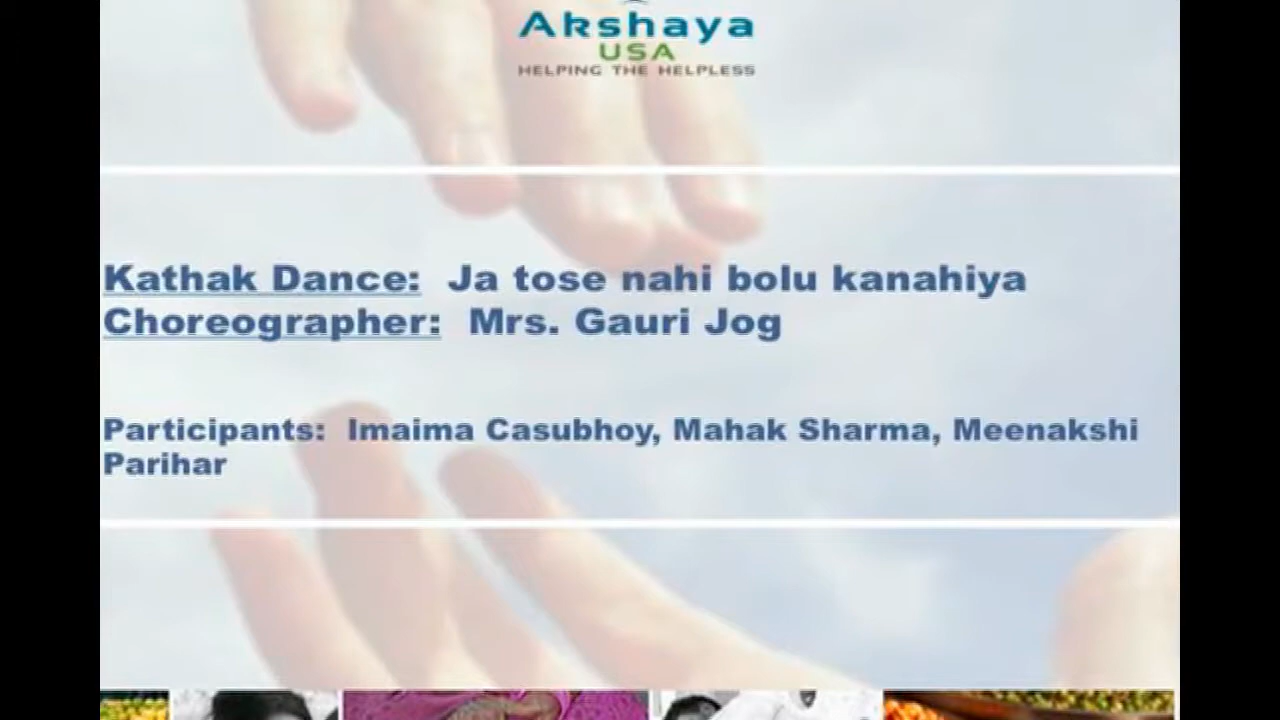 Akshaya
USA
HELPING THE HELPLESS
Kathak Dance: Ja tose nahi bolu kanahiya
Choreographer: Mrs. Gauri Jog
Participants: Imaima Casubhoy, Mahak Sharma, Meenakshi
Parihar